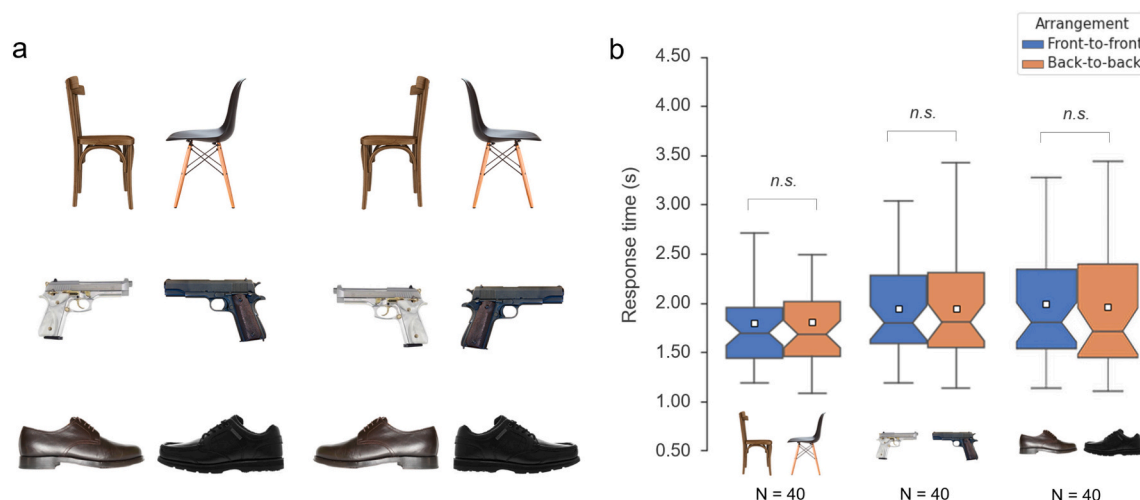 a
b
Arrangement
Front-to-front
Back-to-back
Response time (s)
4.50
4.00
3.50
3.00
2.50
2.00
1.50
1.00
0.50
n.s.
n.s.
n.s.
N = 40
N = 40
N = 40